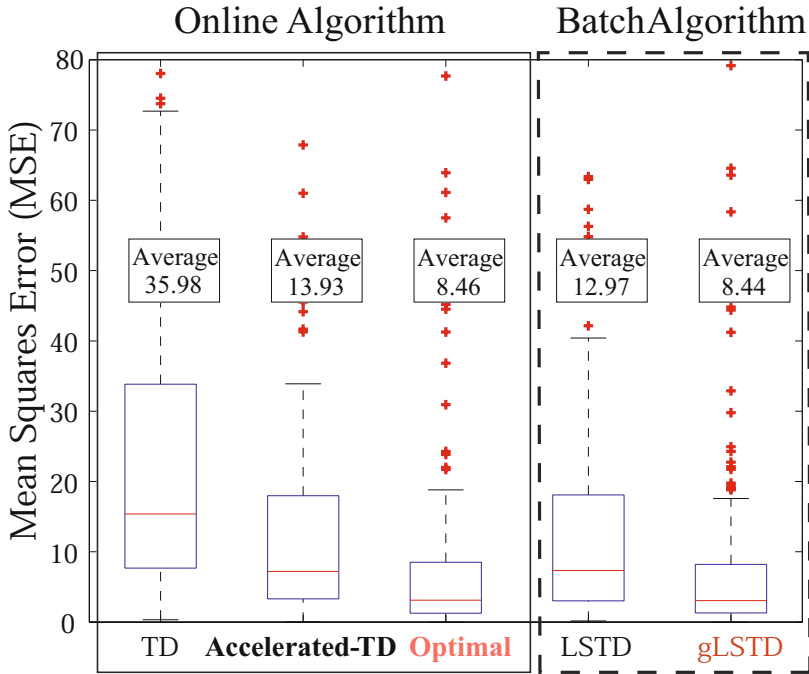 Online Algorithm
BatchAlgorithm
Mean Squares Error (MSE)
80
70
60
50
40
30
20
10
0
Average
35.98
Average
13.93
Average
8.46
Average
12.97
Average
8.44
TD
Accelerated-TD
Optimal
LSTD
gLSTD